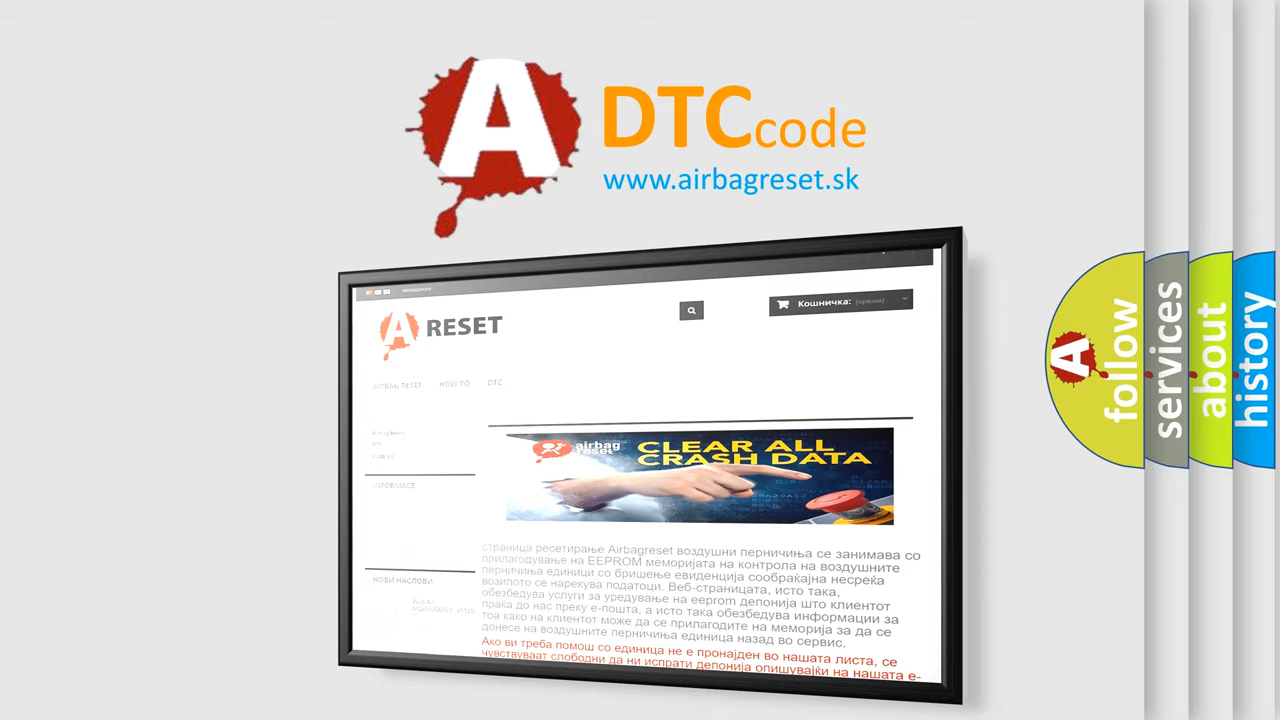 A DTC code
www.airbagreset.sk
A RESET
Кошничка: (празна)
AIRBAG RESET HOW TO DTC
INFORMACE
airbag reset
CLEAR ALL
CRASH DATA
страница ресетирање Airbagreset воздушни перничиња се занимава со
прилагодување на EEPROM меморијата на контрола на воздушните
перничиња единици со бришење евиденција сообраќајна несреќа
возилото се нарекува податоци. Веб-страницата, исто така,
обезбедува услуги за уредување на eeprom депонија што клиентот
праќа до нас преку е-пошта, а исто така обезбедува информации за
тоа како на клиентот може да се прилагодите на меморија за да се
донесе на воздушните перничиња единица назад во сервис.
НОВИ НАСЛОВИ
Ако ви треба помош со единица не е пронајден во нашата листа, се
чувствуваат слободни да ни испрати депонија опишувајќи на нашата е-
A follow
services
about
history